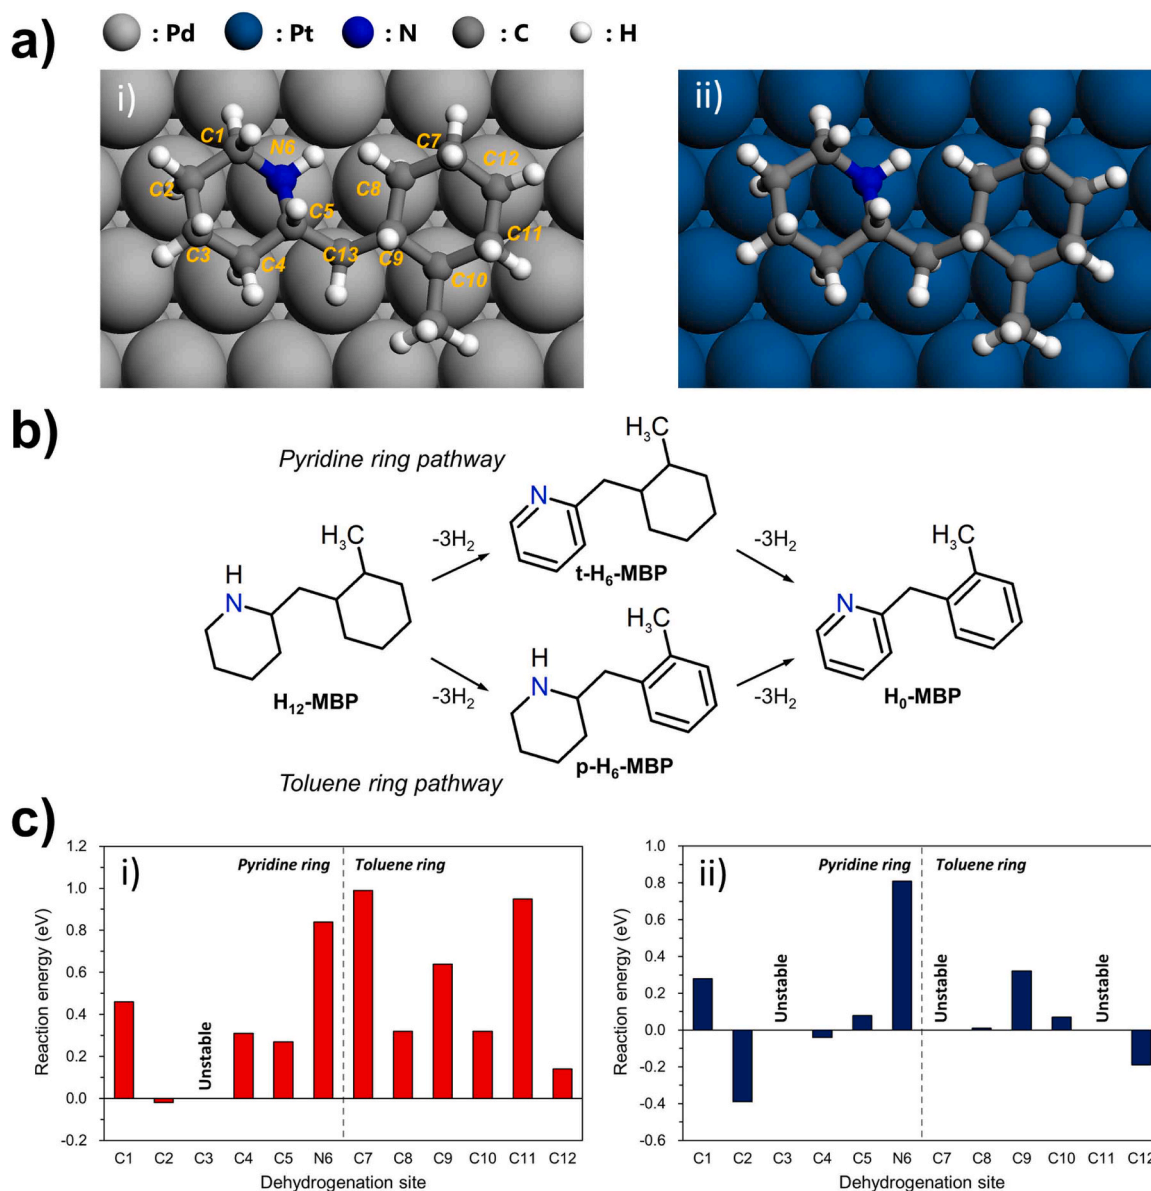 a)
: Pd : Pt : N : C : H
i)
C1
N6
C2
C5
C3
C4
C13
C7
C12
C8
C11
C9
C10
ii)
b)
Pyridine ring pathway
H₃C
N
-3H₂
-3H₂
t-H₆-MBP
H₃C
H
N
H₁₂-MBP
H₃C
H
N
-3H₂
-3H₂
p-H₆-MBP
CH₃
N
H₀-MBP
Toluene ring pathway
c)
i)
Pyridine ring
Toluene ring
Reaction energy (eV)
1.2
1.0
0.8
0.6
0.4
0.2
0.0
-0.2
Unstable
C1 C2 C3 C4 C5 N6 C7 C8 C9 C10 C11 C12
Dehydrogenation site
ii)
Pyridine ring
Toluene ring
Reaction energy (eV)
1.0
0.8
0.6
0.4
0.2
0.0
-0.2
-0.4
-0.6
Unstable
Unstable
Unstable
C1 C2 C3 C4 C5 N6 C7 C8 C9 C10 C11 C12
Dehydrogenation site